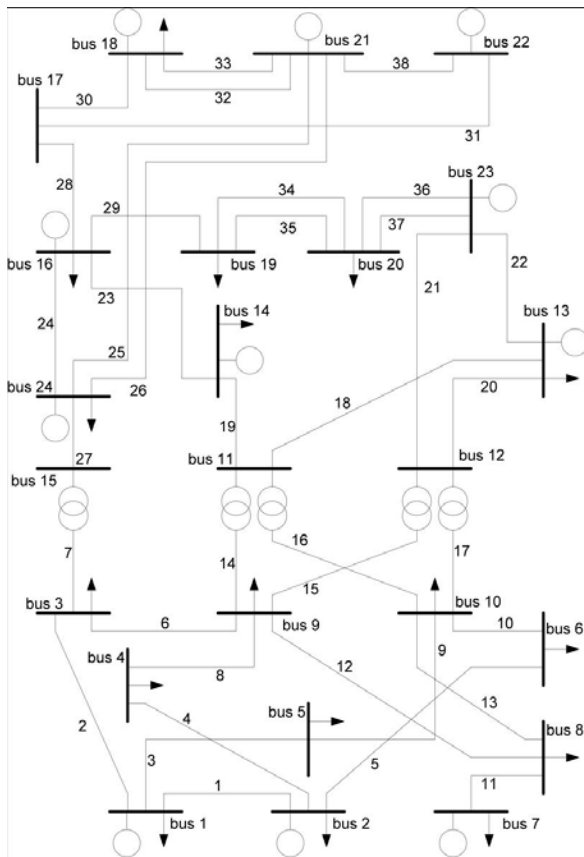 bus 18
bus 21
bus 22
33
38
32
bus 17
30
31
28
bus 23
34
36
29
35
37
bus 16
bus 19
bus 20
22
23
21
bus 14
bus 13
24
25
18
bus 24
26
20
19
27
bus 11
bus 12
bus 15
16
7
14
17
15
bus 3
6
bus 9
bus 10
10
bus 6
bus 4
9
8
12
bus 5
13
2
4
bus 8
3
5
1
11
bus 1
bus 2
bus 7